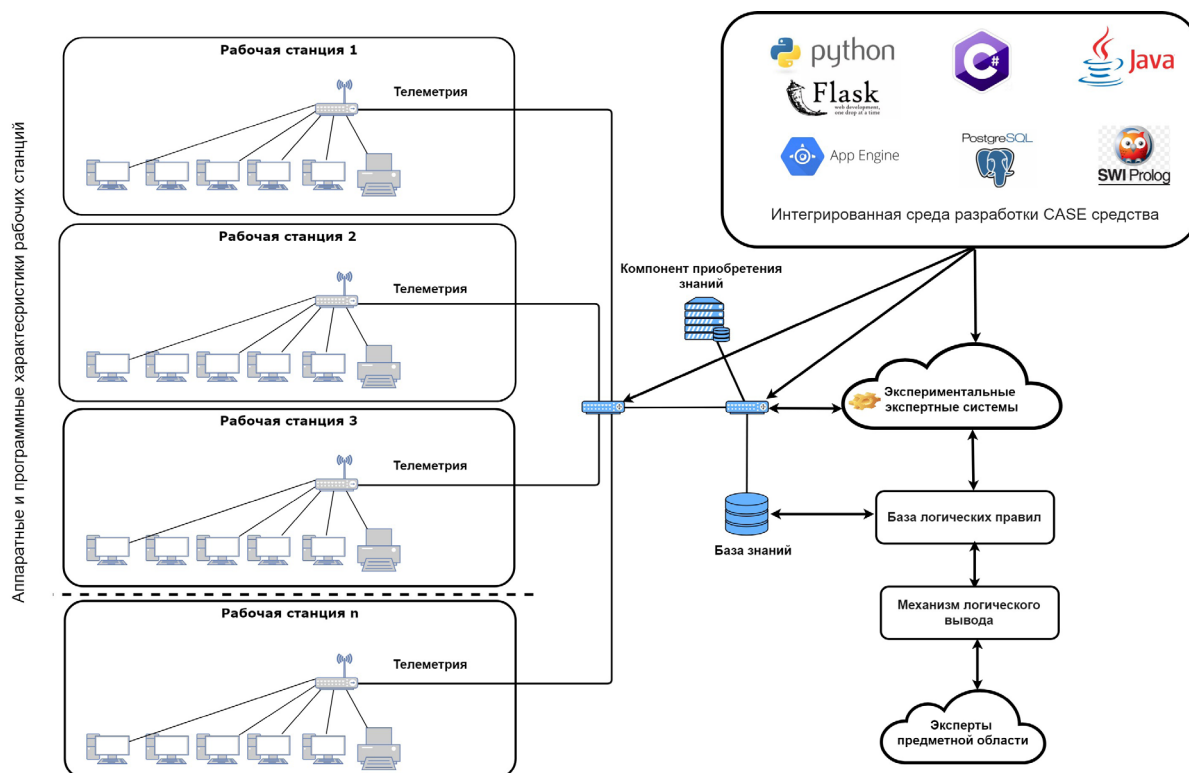 Аппаратные и программные характесристики рабочих станций
Рабочая станция 1
Телеметрия
Рабочая станция 2
Телеметрия
Рабочая станция 3
Телеметрия
Рабочая станция n
Телеметрия
python
C#
Java
Flask
web development,
one drop at a time
App Engine
PostgreSQL
SWI Prolog
Интегрированная среда разработки CASE средства
Компонент приобретения
знаний
Экспериментальные
экспертные системы
База знаний
База логических правил
Механизм логического
вывода
Эксперты
предметной области